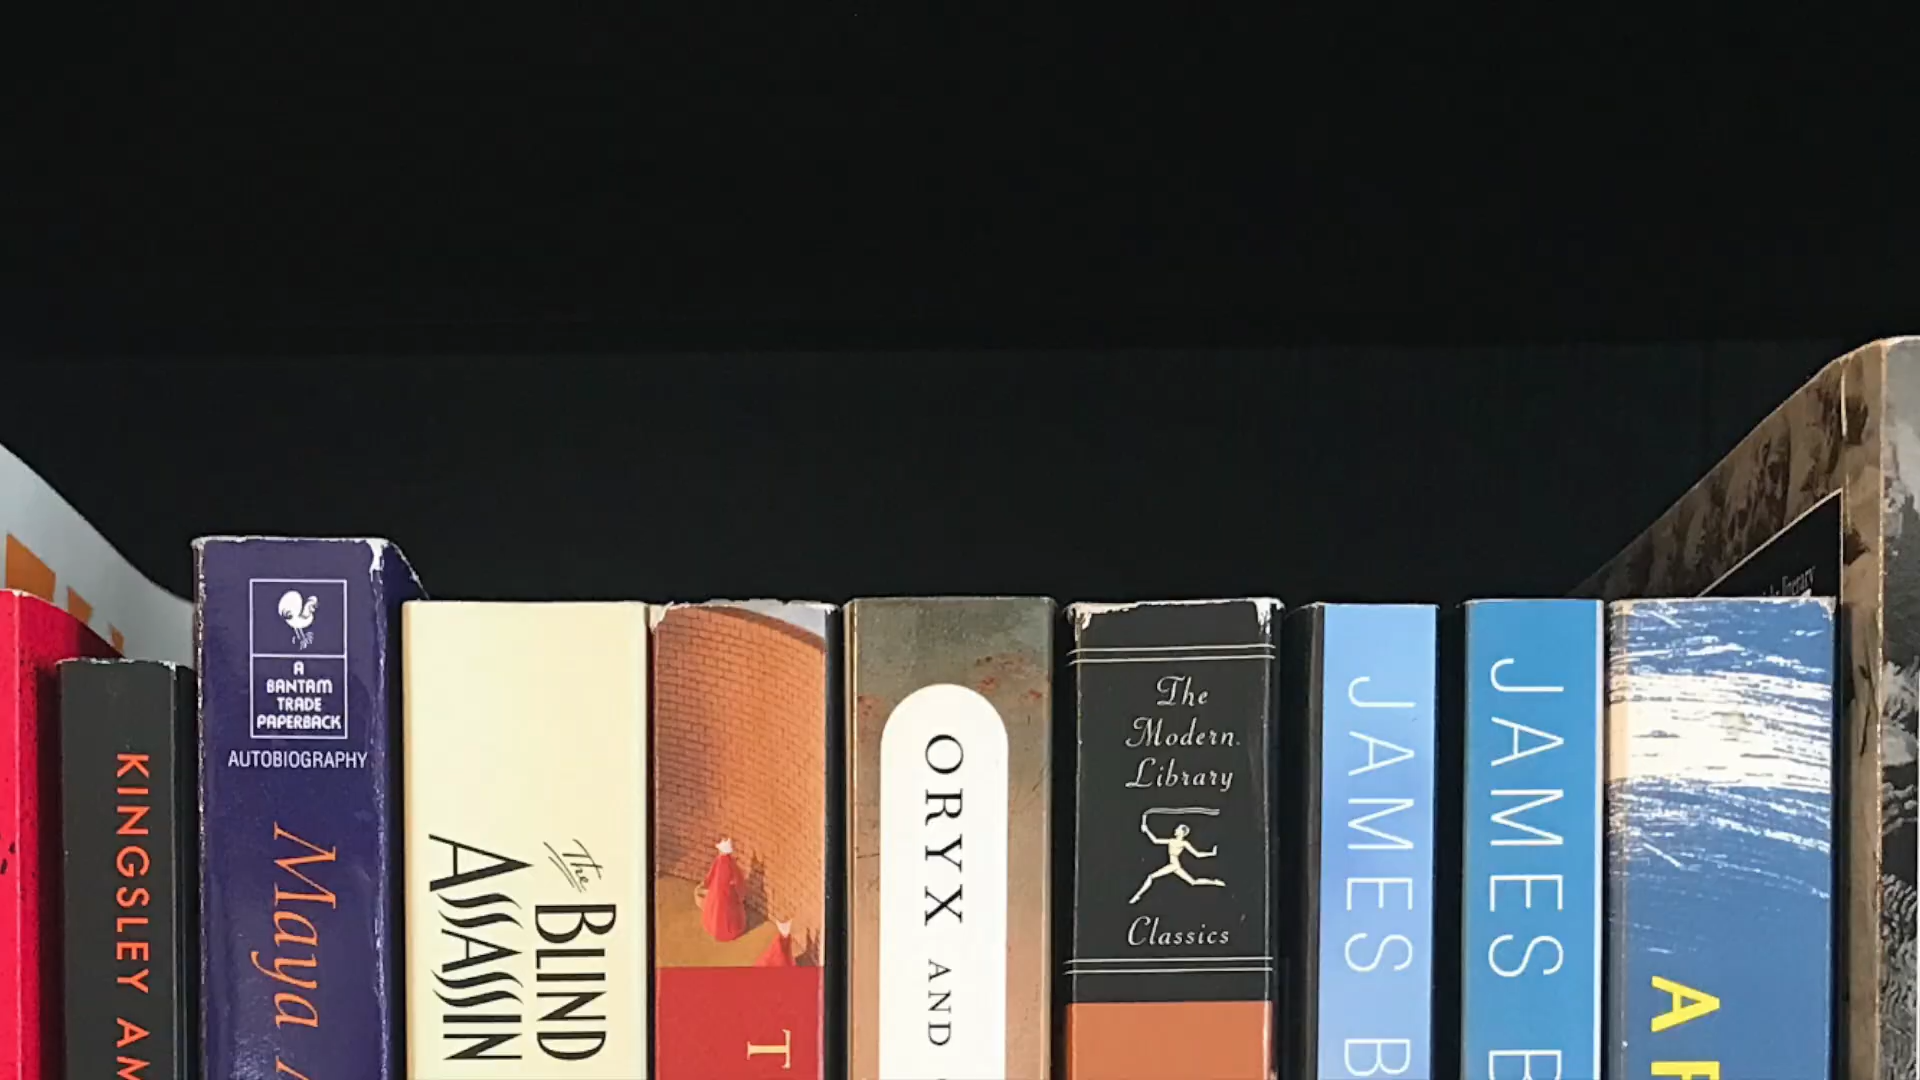 KINGSLEY AM
A
BANTAM
TRADE
PAPERBACK
AUTOBIOGRAPHY
Maya
The
BLIND
ASSASSIN
T
ORYX AND
The
Modern
Library
Classics
JAMES B
JAMES B
A